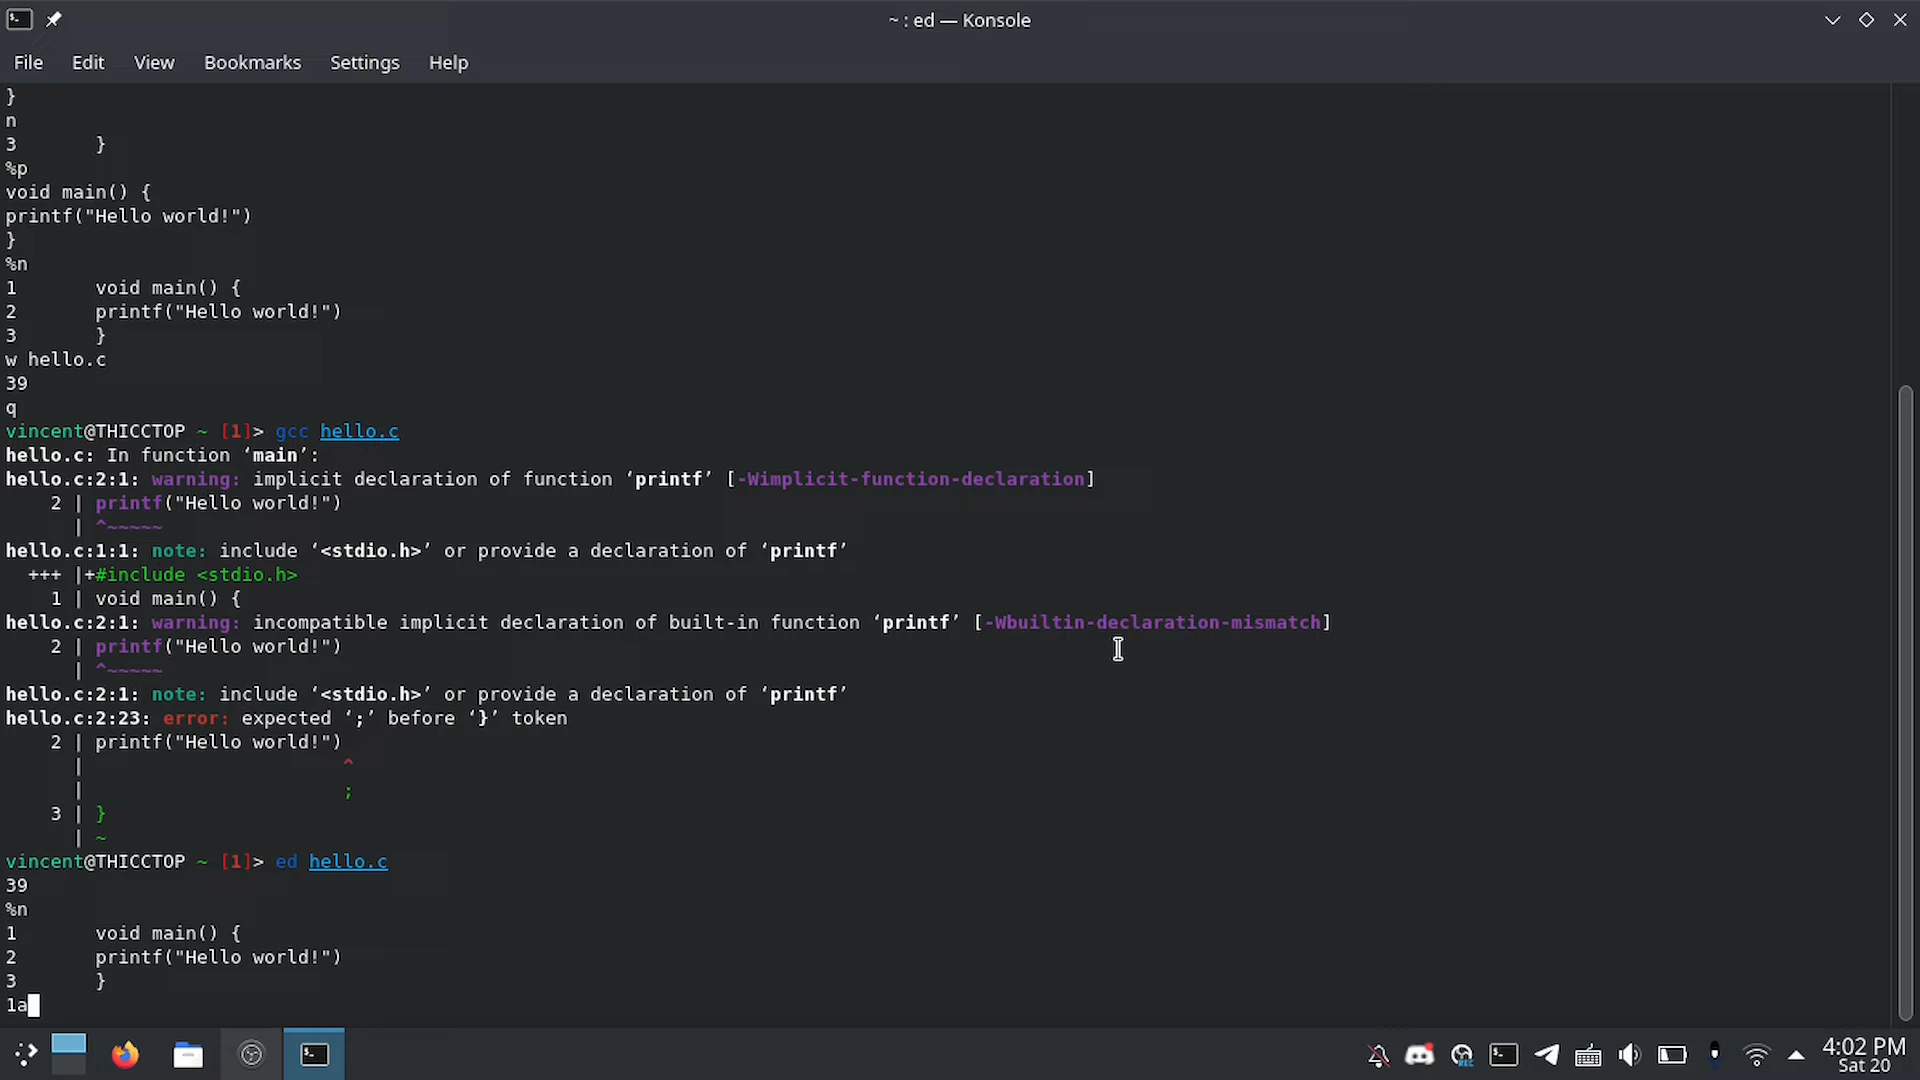 ~ : ed — Konsole
File Edit View Bookmarks Settings Help
}
n
3       }
%p
void main() {
printf("Hello world!")
}
%n
1       void main() {
2       printf("Hello world!")
3       }
w hello.c
39
q
vincent@THICCTOP ~ [1]> gcc hello.c
hello.c: In function ‘main’:
hello.c:2:1: warning: implicit declaration of function ‘printf’ [-Wimplicit-function-declaration]
    2 | printf("Hello world!")
      | ^~~~~~
hello.c:1:1: note: include ‘<stdio.h>’ or provide a declaration of ‘printf’
  +++ |+#include <stdio.h>
    1 | void main() {
hello.c:2:1: warning: incompatible implicit declaration of built-in function ‘printf’ [-Wbuiltin-declaration-mismatch]
    2 | printf("Hello world!")
      | ^~~~~~
hello.c:2:1: note: include ‘<stdio.h>’ or provide a declaration of ‘printf’
hello.c:2:23: error: expected ‘;’ before ‘}’ token
    2 | printf("Hello world!")
      |                       ^
      |                       ;
    3 | }
      | ~
vincent@THICCTOP ~ [1]> ed hello.c
39
%n
1       void main() {
2       printf("Hello world!")
3       }
1a
4:02 PM
Sat 20